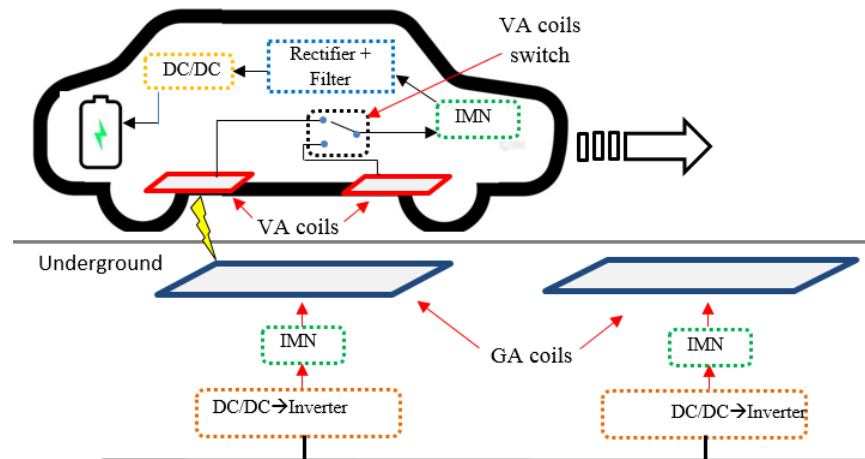 VA coils
switch
Rectifier +
Filter
DC/DC
IMN
VA coils
Underground
GA coils
IMN
IMN
DC/DC→Inverter
DC/DC→Inverter